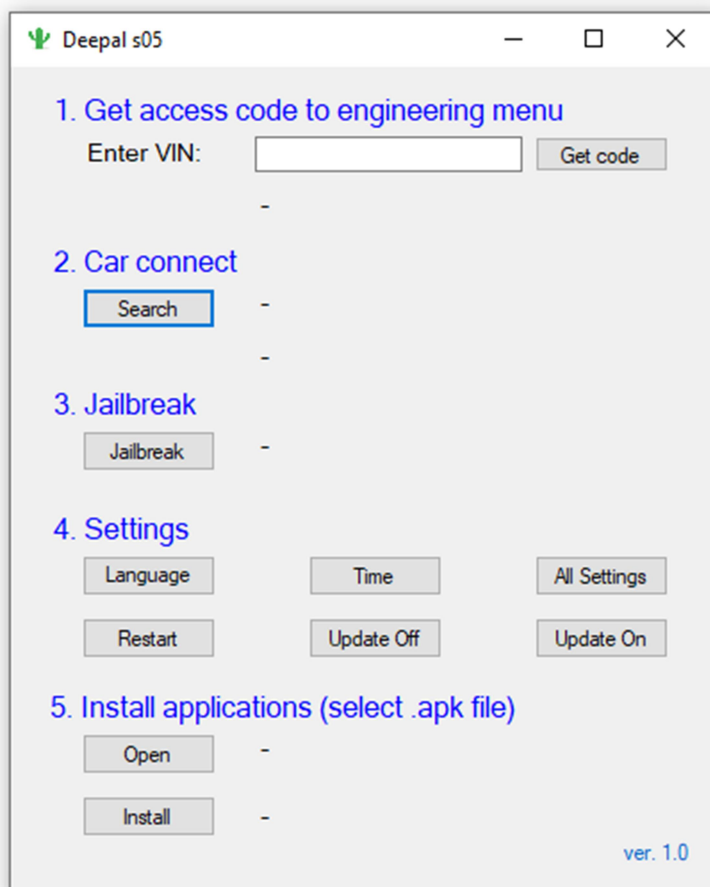 Deepal s05
1. Get access code to engineering menu
Enter VIN: Get code
-
2. Car connect
Search -
-
3. Jailbreak
Jailbreak -
4. Settings
Language Time All Settings
Restart Update Off Update On
5. Install applications (select .apk file)
Open -
Install -
ver. 1.0